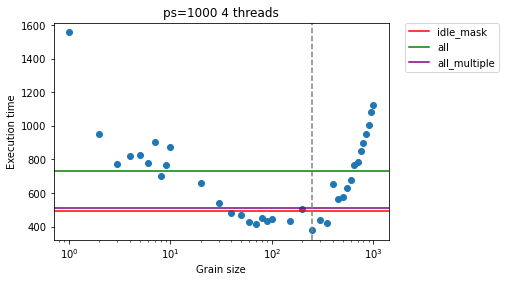 ps=1000 4 threads
Execution time
1600
1400
1200
1000
800
600
400
10⁰
10¹
10²
10³
Grain size
idle_mask
all
all_multiple